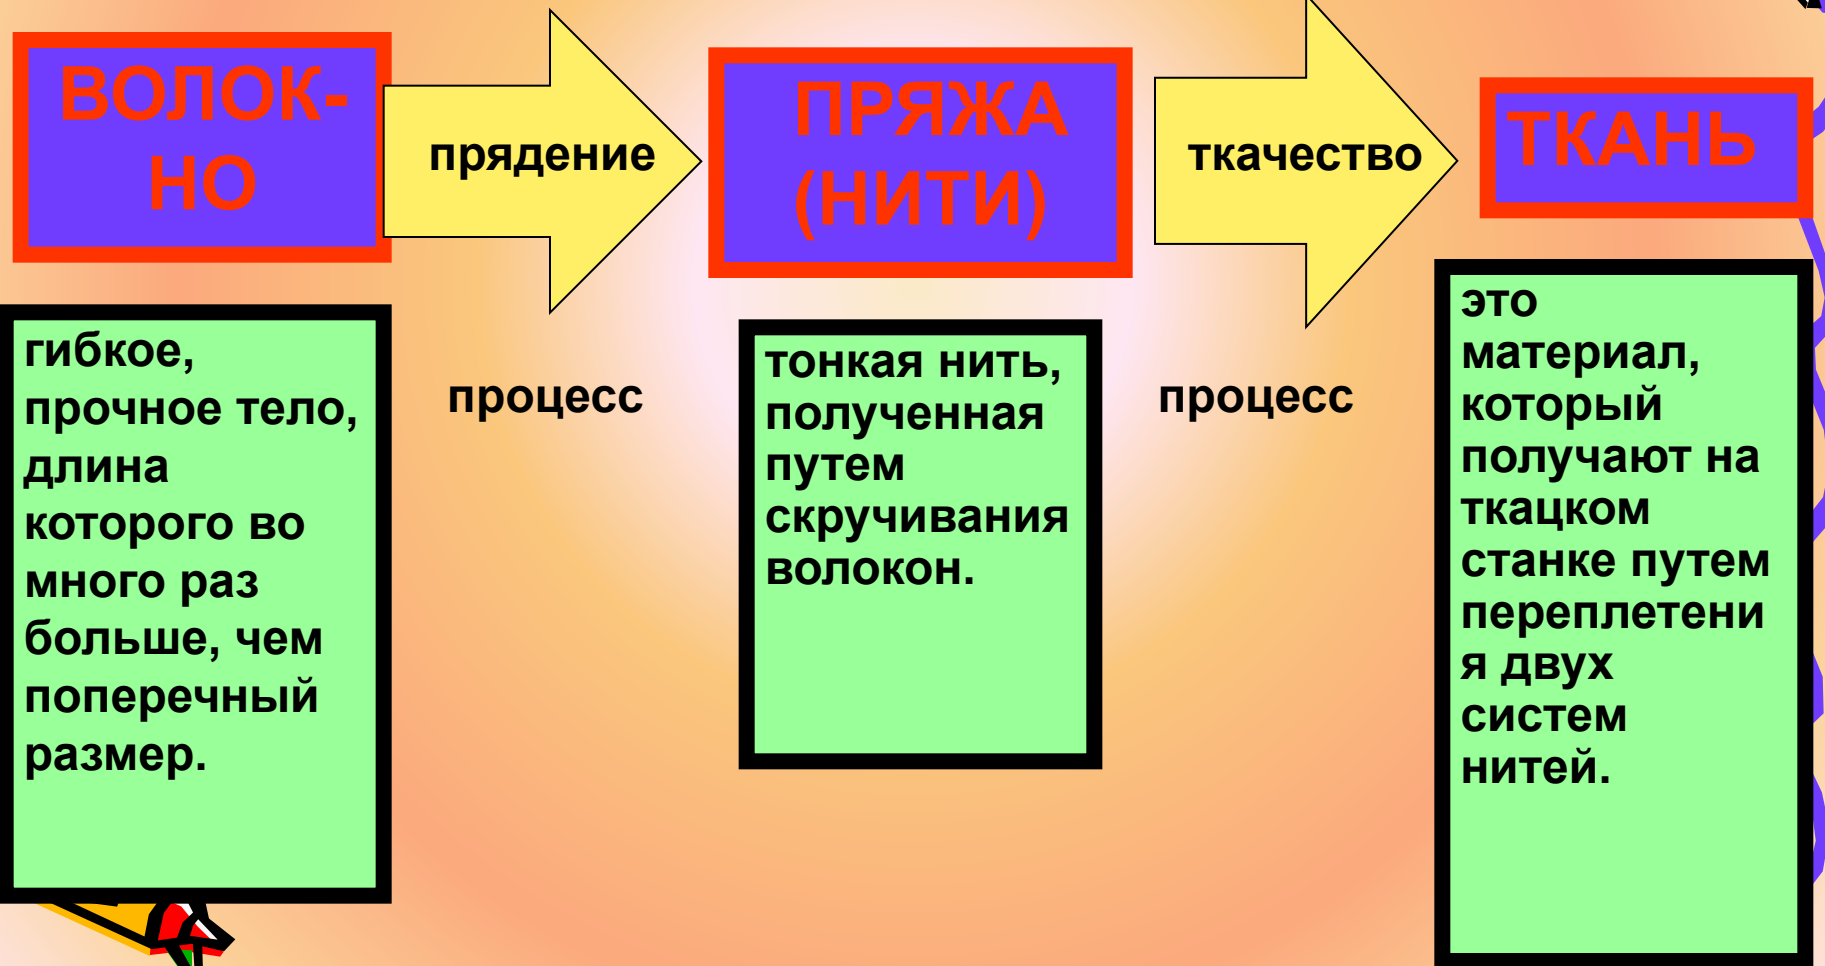 ВОЛОК-
НО
прядение
ПРЯЖА
(НИТИ)
ткачество
ТКАНЬ
гибкое,
прочное тело,
длина
которого во
много раз
больше, чем
поперечный
размер.
процесс
тонкая нить,
полученная
путем
скручивания
волокон.
процесс
это
материал,
который
получают на
ткацком
станке путем
переплетени
я двух
систем
нитей.